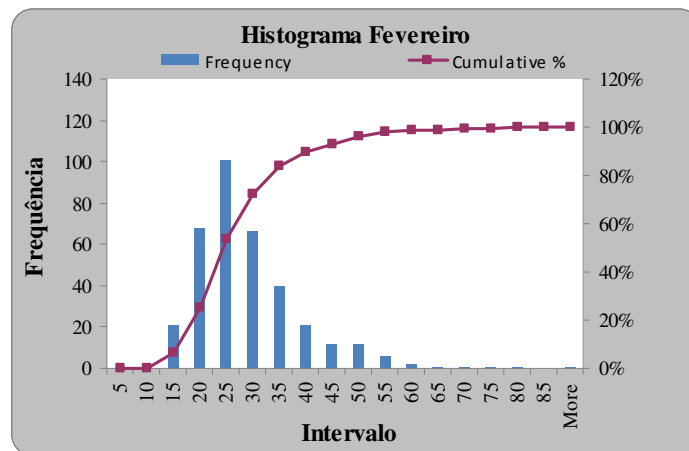 Histograma Fevereiro
Frequency Cumulative %
140 120%
120 100%
100 80%
80 60%
60 40%
40 20%
20 0%
0
Frequência
5 10 15 20 25 30 35 40 45 50 55 60 65 70 75 80 85 More
Intervalo